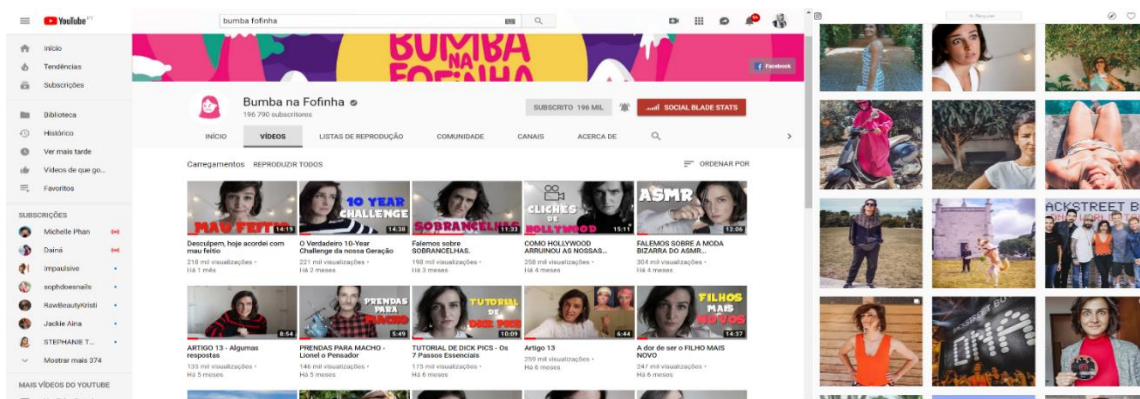 YouTube PT
bumba fofinha
Início
Tendências
Subscrições
Biblioteca
Histórico
Ver mais tarde
Vídeos de que go...
Favoritos
SUBSCRIÇÕES
Michelle Phan
Dainá
impaulsive
sophdoesnails
RawBeautyKristi
Jackie Aina
STEPHANIE T...
Mostrar mais 374
MAIS VÍDEOS DO YOUTUBE
BUMBA
NA
FOFINHA
Facebook
Bumba na Fofinha
196 790 subscritores
SUBSCRITO 196 MIL
SOCIAL BLADE STATS
INÍCIO VÍDEOS LISTAS DE REPRODUÇÃO COMUNIDADE CANAIS ACERCA DE
Carregamentos REPRODUZIR TODOS
ORDENAR POR
MAU FEIT 14:19
10 YEAR
CHALLENGE
14:38
SOBRANCELH
11:33
CLICHÉS
DE
HOLLYWOOD
15:11
ASMR
12:06
Desculpem, hoje acordei com
mau feitio
218 mil visualizações •
Há 1 mês
O Verdadeiro 10-Year
Challenge da nossa Geração
221 mil visualizações •
Há 2 meses
Falemos sobre
SOBRANCELHAS.
198 mil visualizações •
Há 3 meses
COMO HOLLYWOOD
ARRUINOU AS NOSSAS...
258 mil visualizações •
Há 4 meses
FALEMOS SOBRE A MODA
BIZARRA DO ASMR...
304 mil visualizações •
Há 4 meses
8:54
PRENDAS
PARA
MACHO
5:49
TUTORIAL
DE
DICK PICS
10:09
6:44
FILHOS
MAIS
NOVOS
14:37
ARTIGO 13 - Algumas
respostas
133 mil visualizações •
Há 5 meses
PRENDAS PARA MACHO -
Lionel o Pensador
146 mil visualizações •
Há 5 meses
TUTORIAL DE DICK PICS - Os
7 Passos Essenciais
175 mil visualizações •
Há 6 meses
Artigo 13
259 mil visualizações •
Há 6 meses
A dor de ser o FILHO MAIS
NOVO
247 mil visualizações •
Há 6 meses
ACKSTREET B